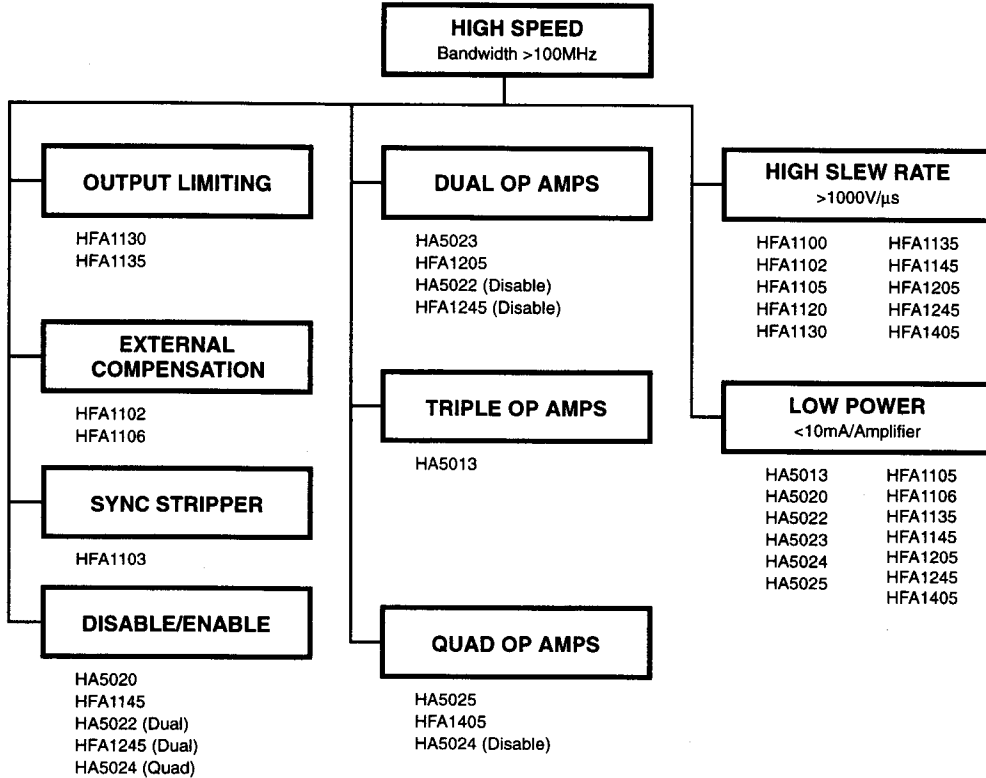 HIGH SPEED
Bandwidth >100MHz
OUTPUT LIMITING
HFA1130
HFA1135
EXTERNAL
COMPENSATION
HFA1102
HFA1106
SYNC STRIPPER
HFA1103
DISABLE/ENABLE
HA5020
HFA1145
HA5022 (Dual)
HFA1245 (Dual)
HA5024 (Quad)
DUAL OP AMPS
HA5023
HFA1205
HA5022 (Disable)
HFA1245 (Disable)
TRIPLE OP AMPS
HA5013
QUAD OP AMPS
HA5025
HFA1405
HA5024 (Disable)
HIGH SLEW RATE
>1000V/µs
HFA1100 HFA1135
HFA1102 HFA1145
HFA1105 HFA1205
HFA1120 HFA1245
HFA1130 HFA1405
LOW POWER
<10mA/Amplifier
HA5013 HFA1105
HA5020 HFA1106
HA5022 HFA1135
HA5023 HFA1145
HA5024 HFA1205
HA5025 HFA1245
HFA1405